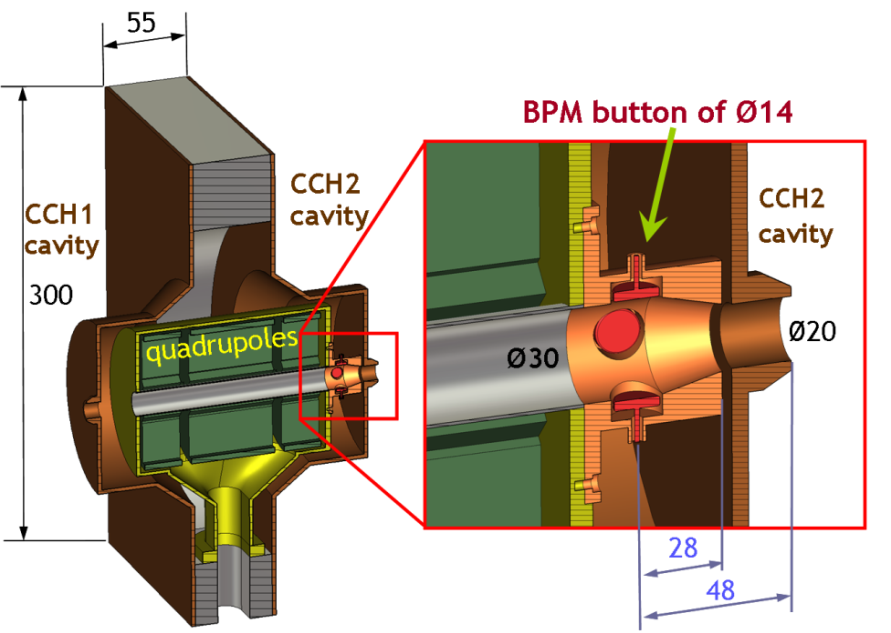 55
BPM button of Ø14
CCH2
cavity
CCH1
cavity
300
CCH2
cavity
quadrupoles
Ø30
Ø20
28
48